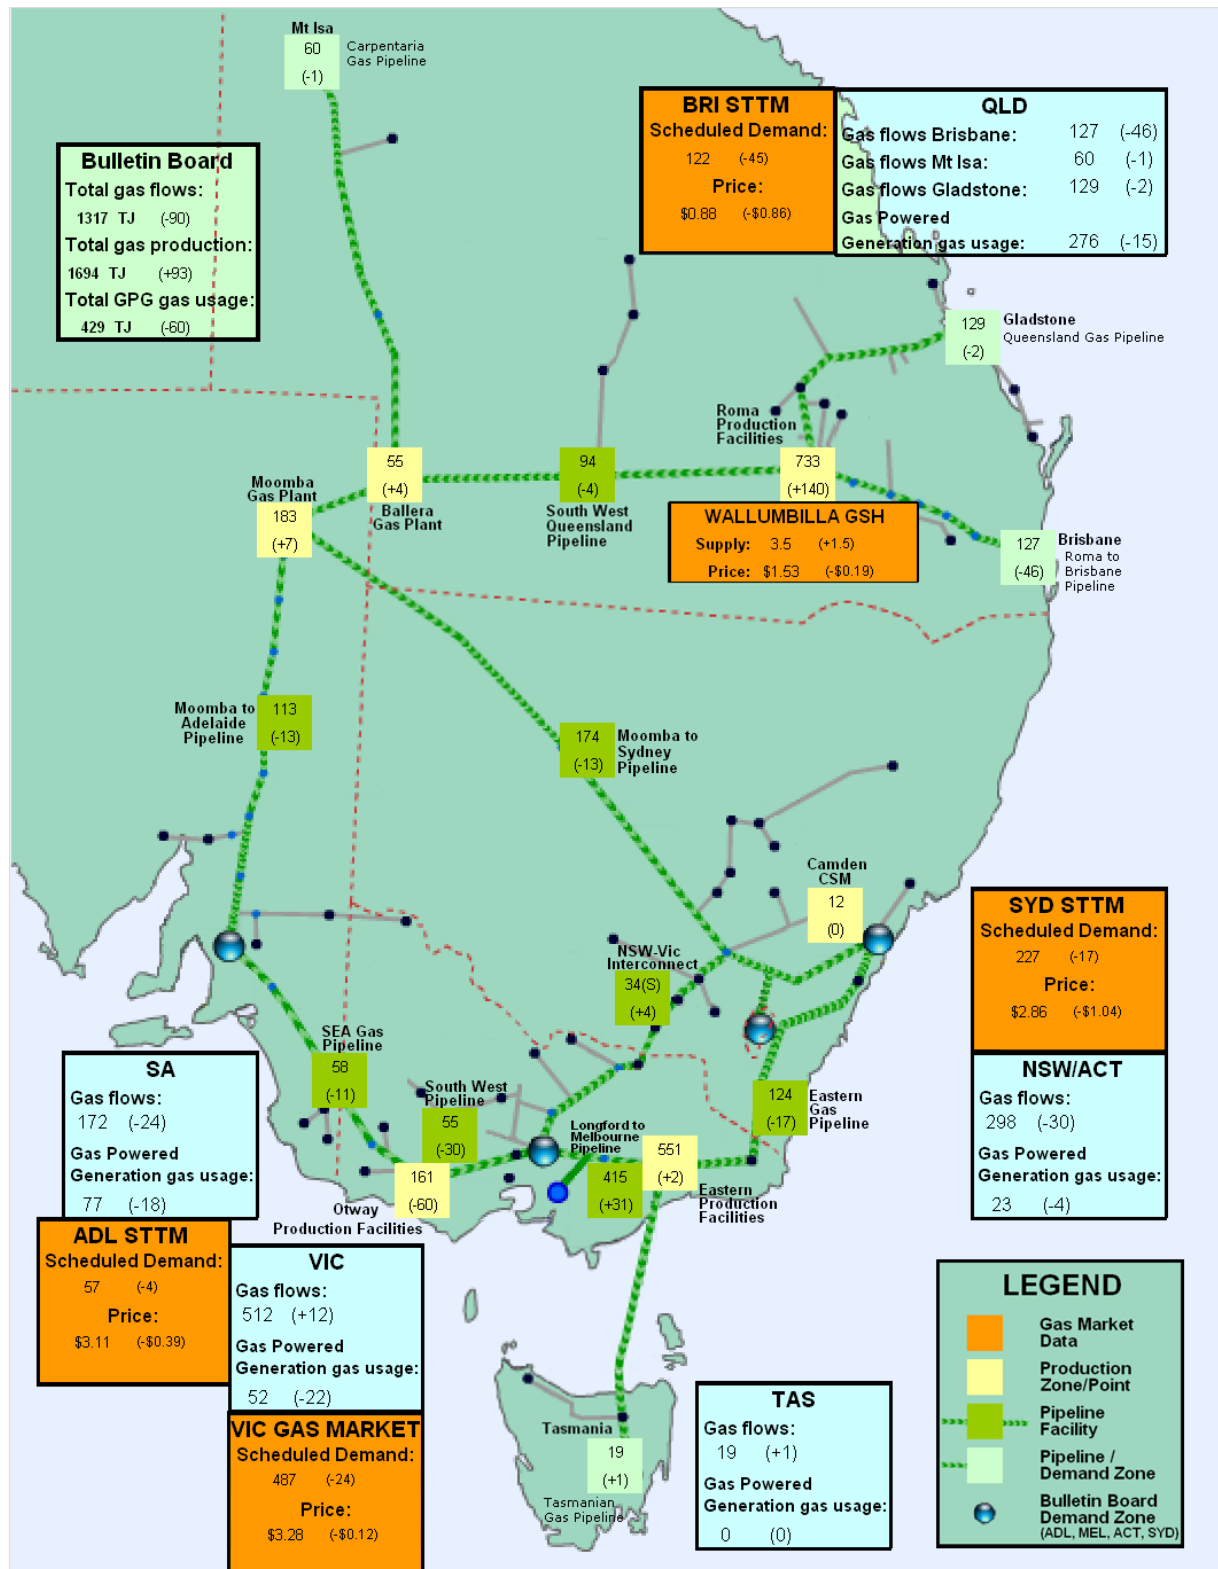 Mt Isa
60
(-1)
Carpentaria
Gas Pipeline
BRI STTM
Scheduled Demand:
122 (-45)
Price:
$0.88 (-$0.86)
QLD
Gas flows Brisbane: 127 (-46)
Gas flows Mt Isa: 60 (-1)
Gas flows Gladstone: 129 (-2)
Gas Powered
Generation gas usage: 276 (-15)
Bulletin Board
Total gas flows:
1317 TJ (-90)
Total gas production:
1694 TJ (+93)
Total GPG gas usage:
429 TJ (-60)
129
(-2)
Gladstone
Queensland Gas Pipeline
Roma
Production
Facilities
733
(+140)
94
(-4)
South West
Queensland
Pipeline
55
(+4)
Ballera
Gas Plant
Moomba
Gas Plant
183
(+7)
WALLUMBILLA GSH
Supply: 3.5 (+1.5)
Price: $1.53 (-$0.19)
127
(-46)
Brisbane
Roma to
Brisbane
Pipeline
Moomba to
Adelaide
Pipeline
113
(-13)
174
(-13)
Moomba to
Sydney
Pipeline
Camden
CSM
12
(0)
SYD STTM
Scheduled Demand:
227 (-17)
Price:
$2.86 (-$1.04)
NSW-Vic
Interconnect
34(S)
(+4)
SEA Gas
Pipeline
58
(-11)
South West
Pipeline
55
(-30)
SA
Gas flows:
172 (-24)
Gas Powered
Generation gas usage:
77 (-18)
NSW/ACT
Gas flows:
298 (-30)
Gas Powered
Generation gas usage:
23 (-4)
124
(-17)
Eastern
Gas
Pipeline
Longford to
Melbourne
Pipeline
415
(+31)
551
(+2)
Eastern
Production
Facilities
161
(-60)
Otway
Production Facilities
ADL STTM
Scheduled Demand:
57 (-4)
Price:
$3.11 (-$0.39)
VIC
Gas flows:
512 (+12)
Gas Powered
Generation gas usage:
52 (-22)
VIC GAS MARKET
Scheduled Demand:
487 (-24)
Price:
$3.28 (-$0.12)
Tasmania
19
(+1)
Tasmanian
Gas Pipeline
TAS
Gas flows:
19 (+1)
Gas Powered
Generation gas usage:
0 (0)
LEGEND
Gas Market
Data
Production
Zone/Point
Pipeline
Facility
Pipeline /
Demand Zone
Bulletin Board
Demand Zone
(ADL, MEL, ACT, SYD)